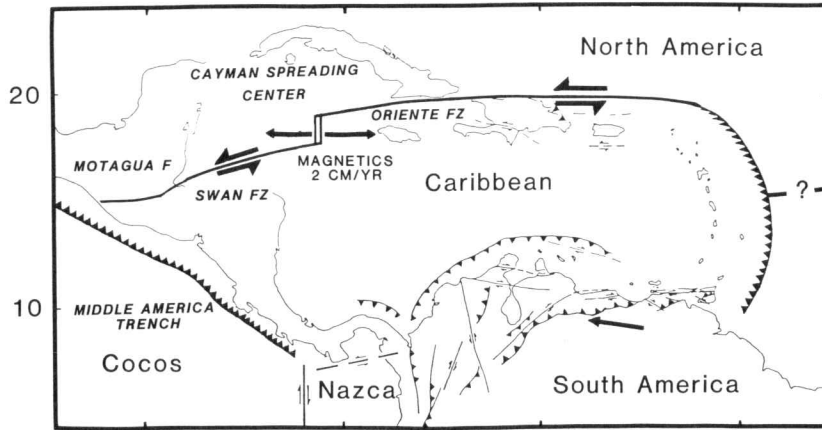 North America
CAYMAN SPREADING
CENTER
20
ORIENTE FZ
MOTAGUA F
MAGNETICS
2 CM/YR
SWAN FZ
Caribbean
?
10
MIDDLE AMERICA
TRENCH
Cocos
Nazca
South America